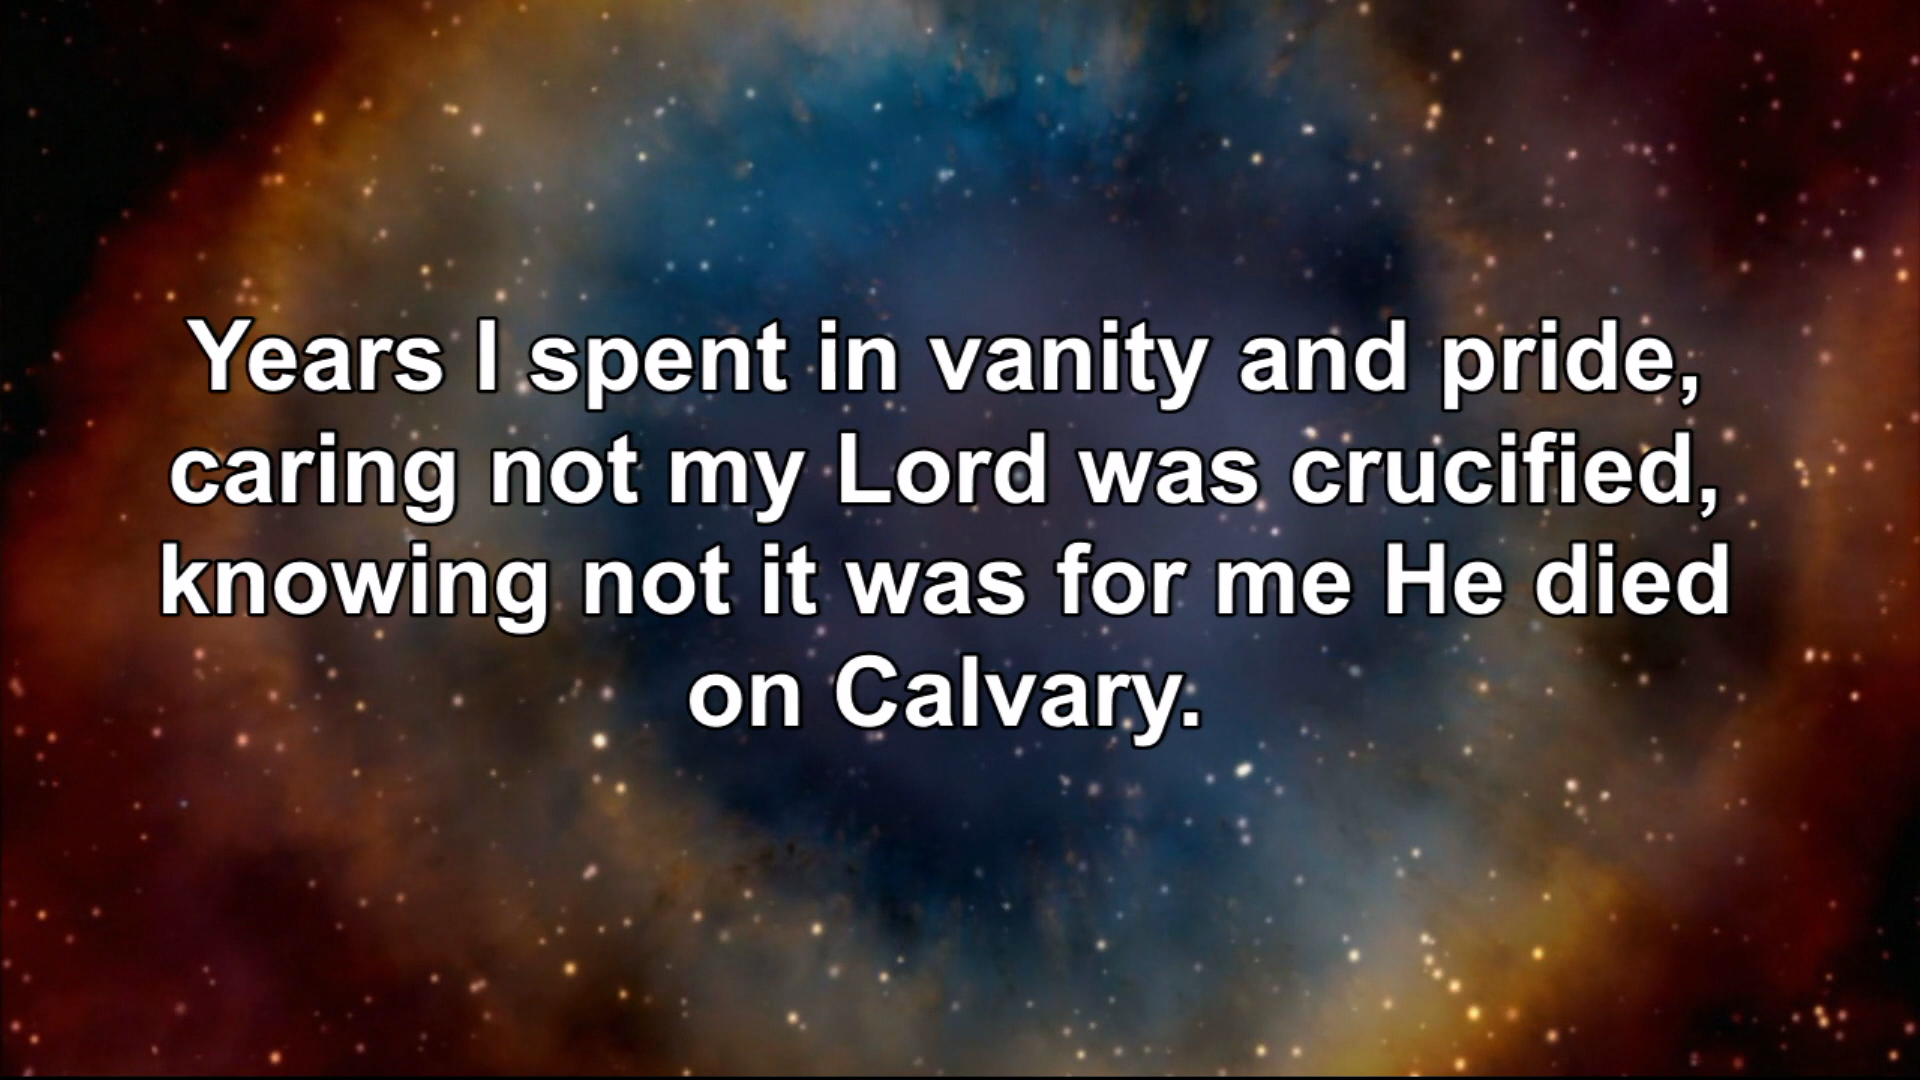 Years I spent in vanity and pride,
caring not my Lord was crucified,
knowing not it was for me He died
on Calvary.